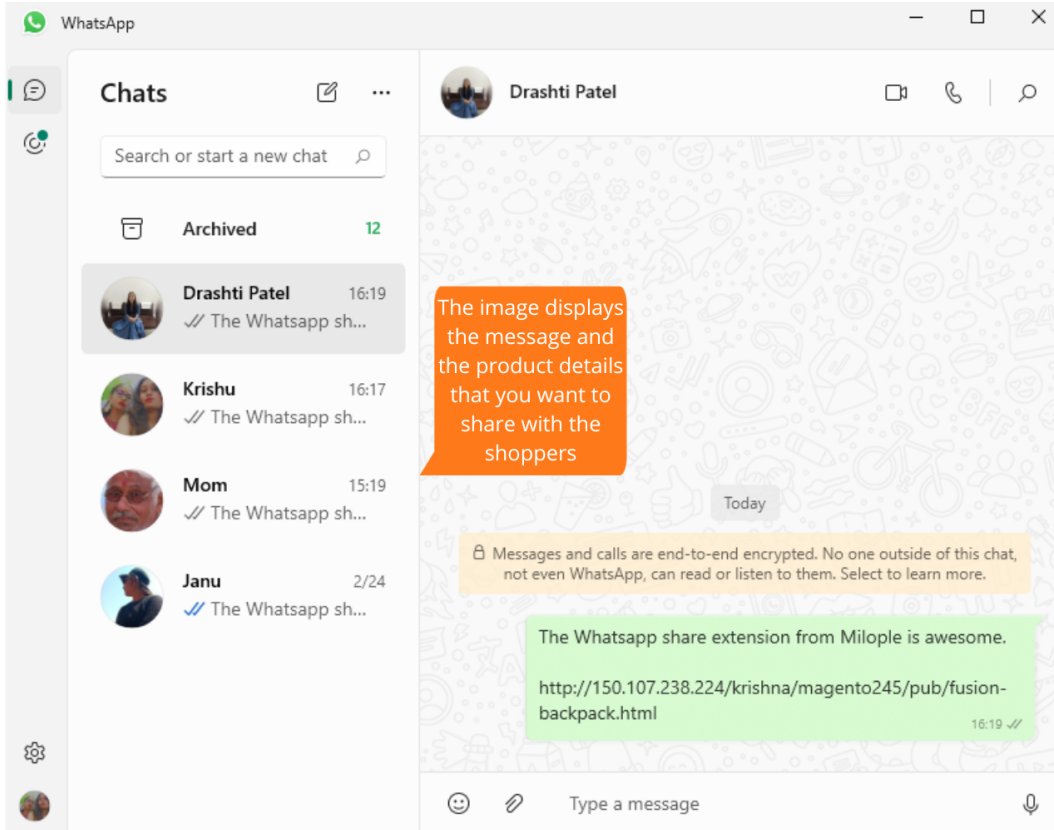 WhatsApp
Chats
Search or start a new chat
Archived 12
Drashti Patel 16:19
The Whatsapp sh...
Krishu 16:17
The Whatsapp sh...
Mom 15:19
The Whatsapp sh...
Janu 2/24
The Whatsapp sh...
Drashti Patel
The image displays
the message and
the product details
that you want to
share with the
shoppers
Today
Messages and calls are end-to-end encrypted. No one outside of this chat,
not even WhatsApp, can read or listen to them. Select to learn more.
The Whatsapp share extension from Milople is awesome.
http://150.107.238.224/krishna/magento245/pub/fusion-
backpack.html
16:19
Type a message